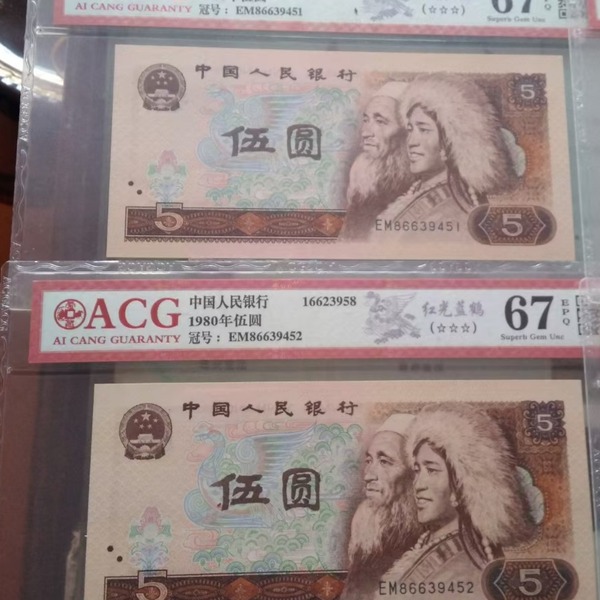 AI CANG GUARANTY
冠号： EM86639451
(☆☆☆)
67
EPQ
Superb Gem Unc
中国人民银行
5
伍圆
EM86639451
5
5
ACG
AI CANG GUARANTY
中国人民银行 16623958
1980年伍圆
冠号： EM86639452
红光蓝鹤
(☆☆☆)
67
EPQ
Superb Gem Unc
中国人民银行
5
伍圆
EM86639452
5
5